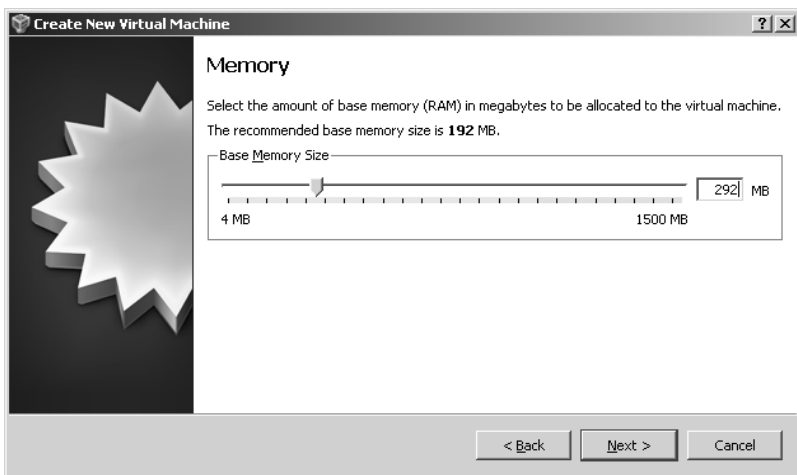 Create New Virtual Machine
Memory
Select the amount of base memory (RAM) in megabytes to be allocated to the virtual machine.
The recommended base memory size is 192 MB.
Base Memory Size
292 MB
4 MB 1500 MB
< Back Next > Cancel